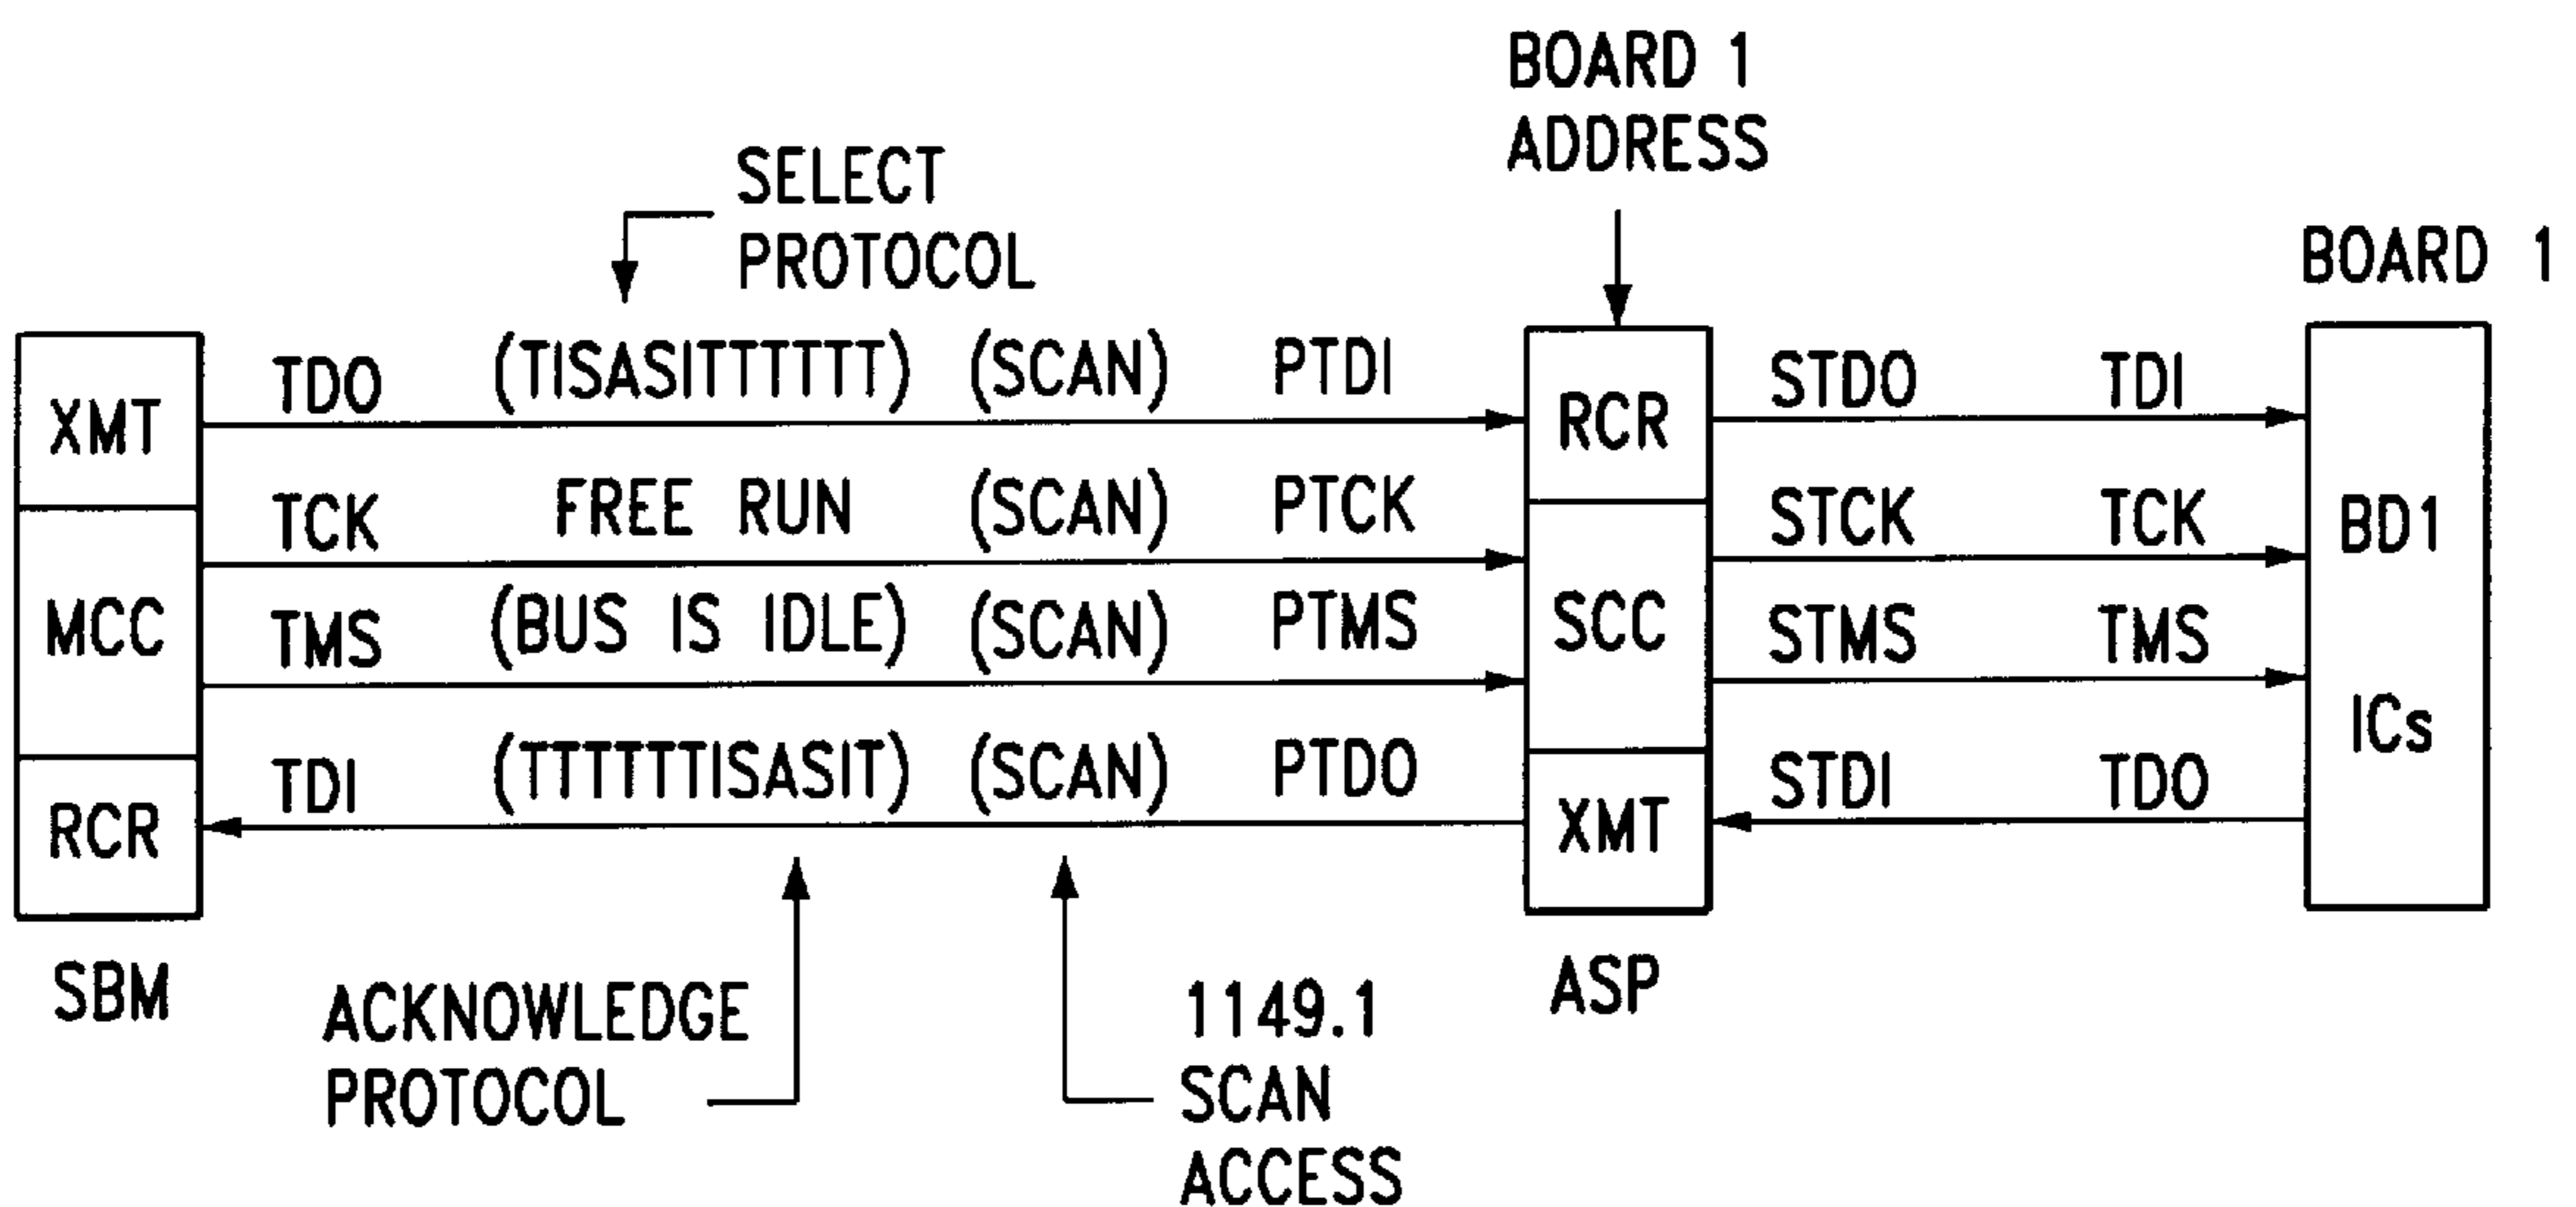 BOARD 1
ADDRESS
SELECT
PROTOCOL
BOARD 1
XMT
TDO
(TISASITTTTTT)
(SCAN)
PTDI
RCR
STDO
TDI
TCK
FREE RUN
(SCAN)
PTCK
STCK
TCK
BD1
MCC
TMS
(BUS IS IDLE)
(SCAN)
PTMS
SCC
STMS
TMS
ICs
RCR
TDI
(TTTTTTISASIT)
(SCAN)
PTDO
XMT
STDI
TDO
SBM
ASP
ACKNOWLEDGE
PROTOCOL
1149.1
SCAN
ACCESS